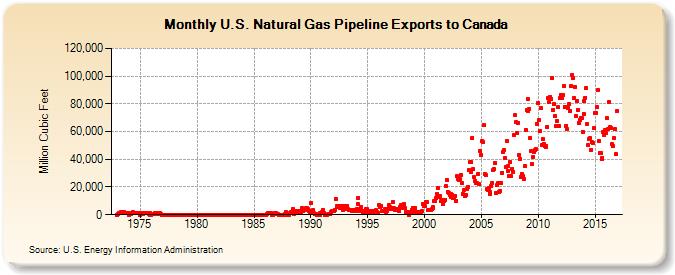 Monthly U.S. Natural Gas Pipeline Exports to Canada
Million Cubic Feet
120,000
100,000
80,000
60,000
40,000
20,000
0
1975 1980 1985 1990 1995 2000 2005 2010 2015
Source: U.S. Energy Information Administration